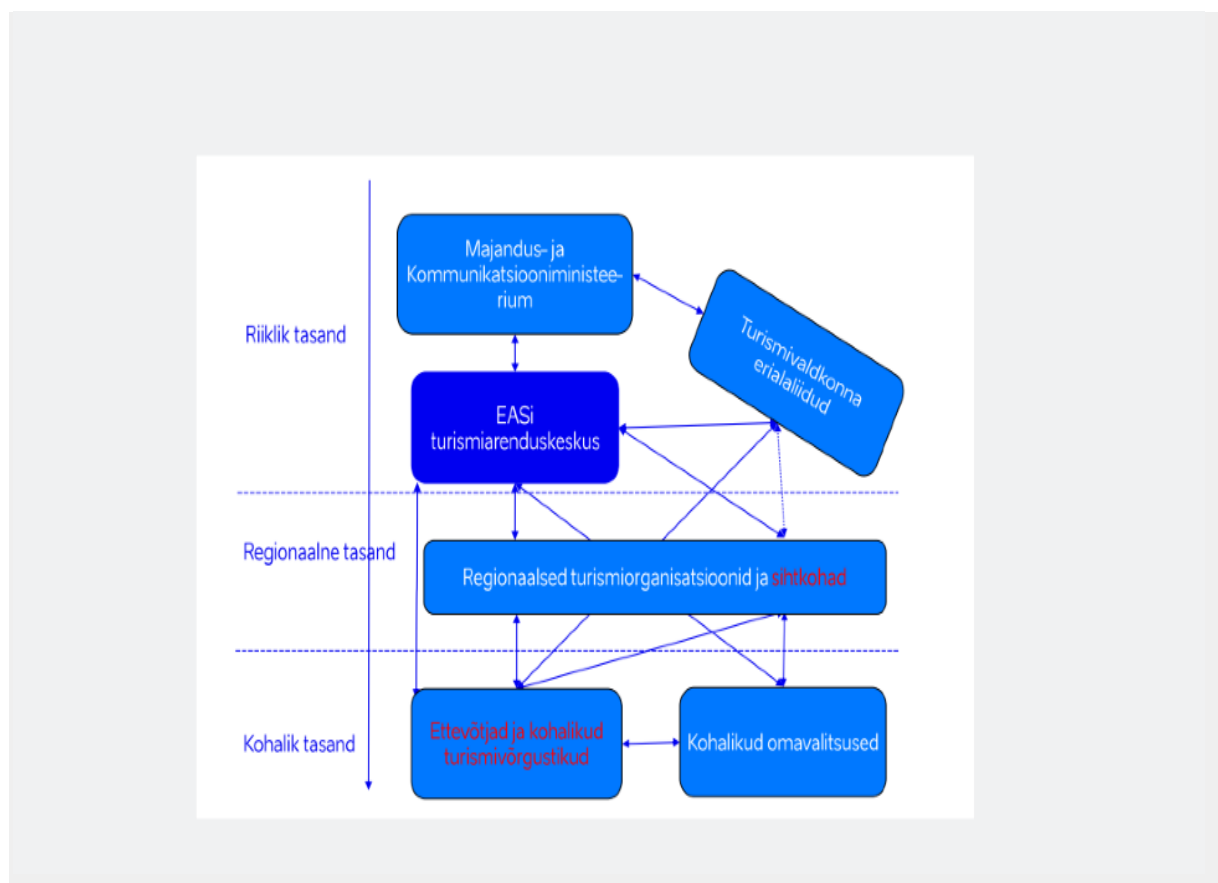 Majandus- ja
Kommunikatsiooniministee-
rium
Turismivaldkonna
erialaliidud
Riiklik tasand
EASi
turismiarenduskeskus
Regionaalne tasand
Regionaalsed turismiorganisatsioonid ja sihtkohad
Ettevõtjad ja kohalikud
turismivõrgustikud
Kohalik tasand
Kohalikud omavalitsused